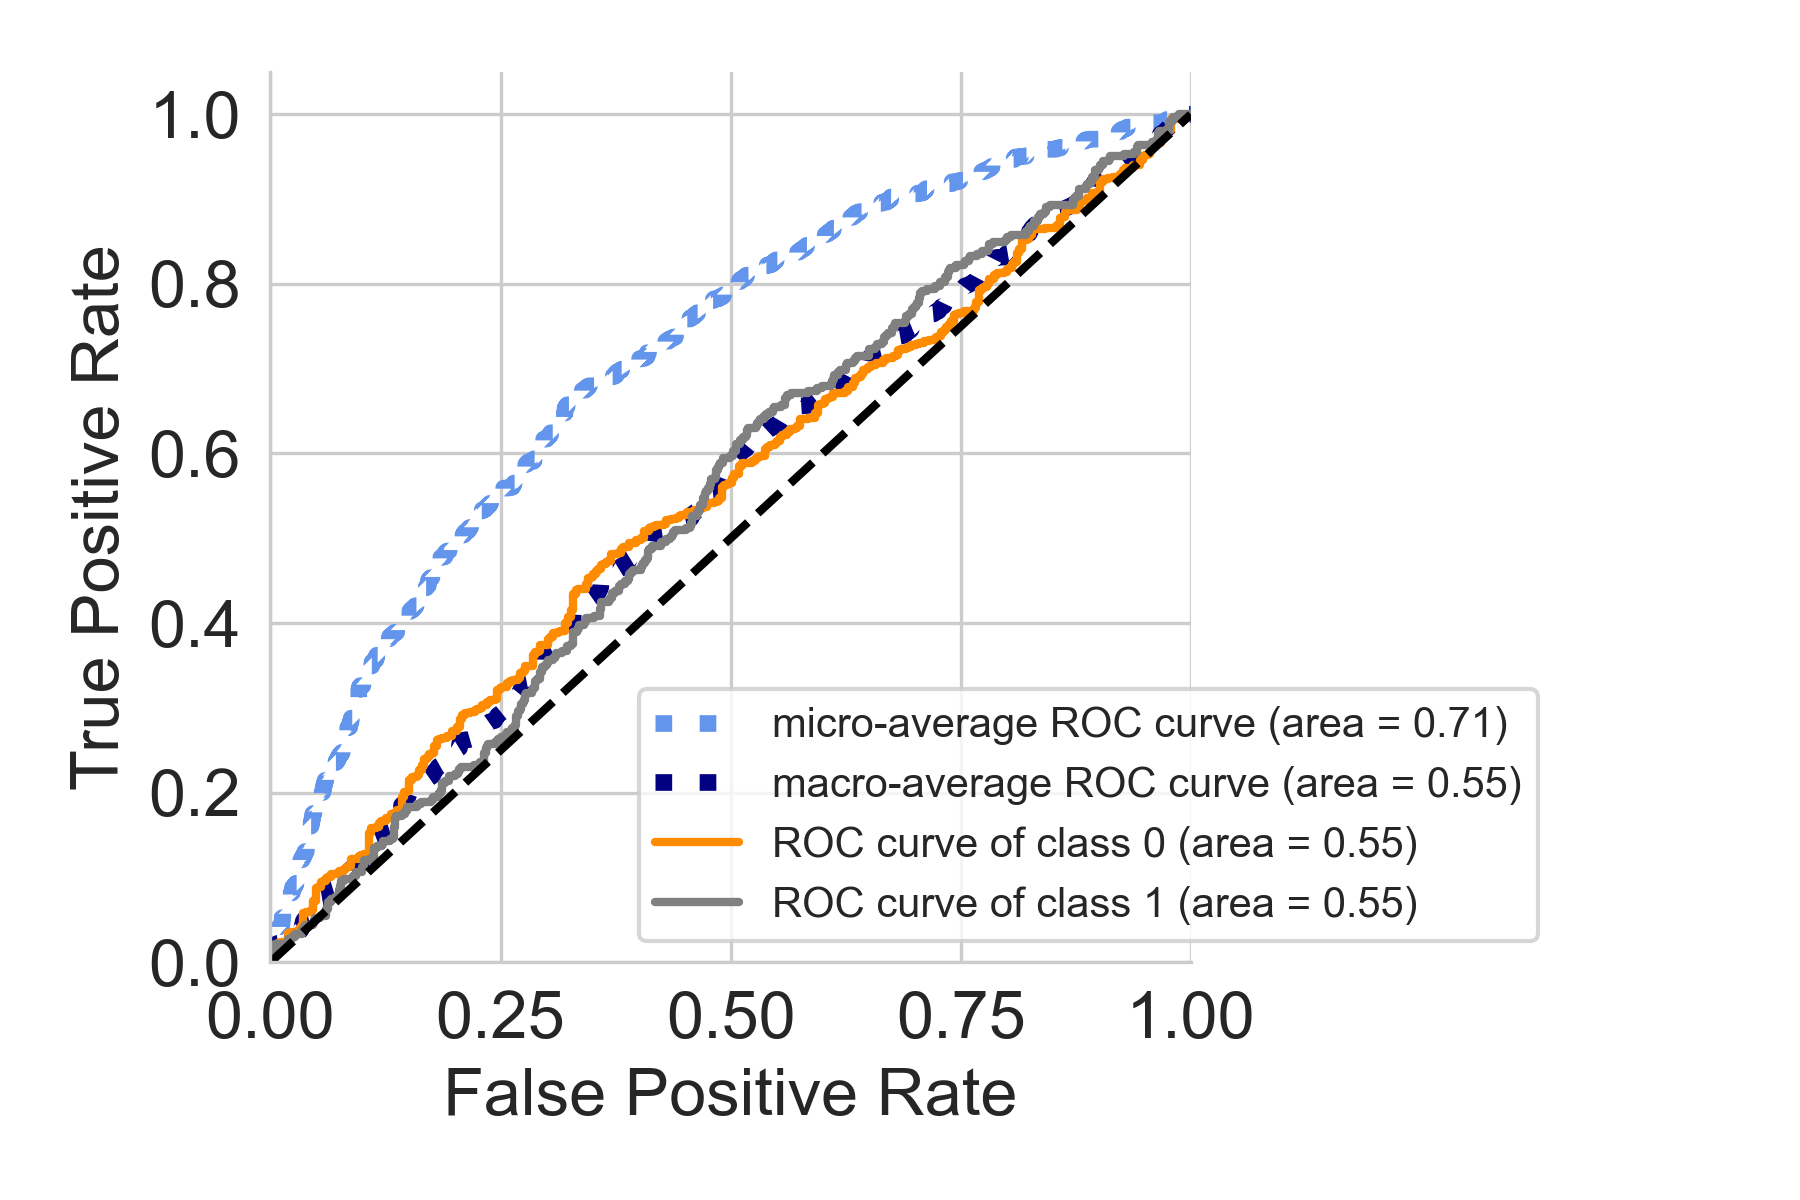 True Positive Rate
1.0
0.8
0.6
0.4
0.2
0.0
0.00 0.25 0.50 0.75 1.00
False Positive Rate
micro-average ROC curve (area = 0.71)
macro-average ROC curve (area = 0.55)
ROC curve of class 0 (area = 0.55)
ROC curve of class 1 (area = 0.55)